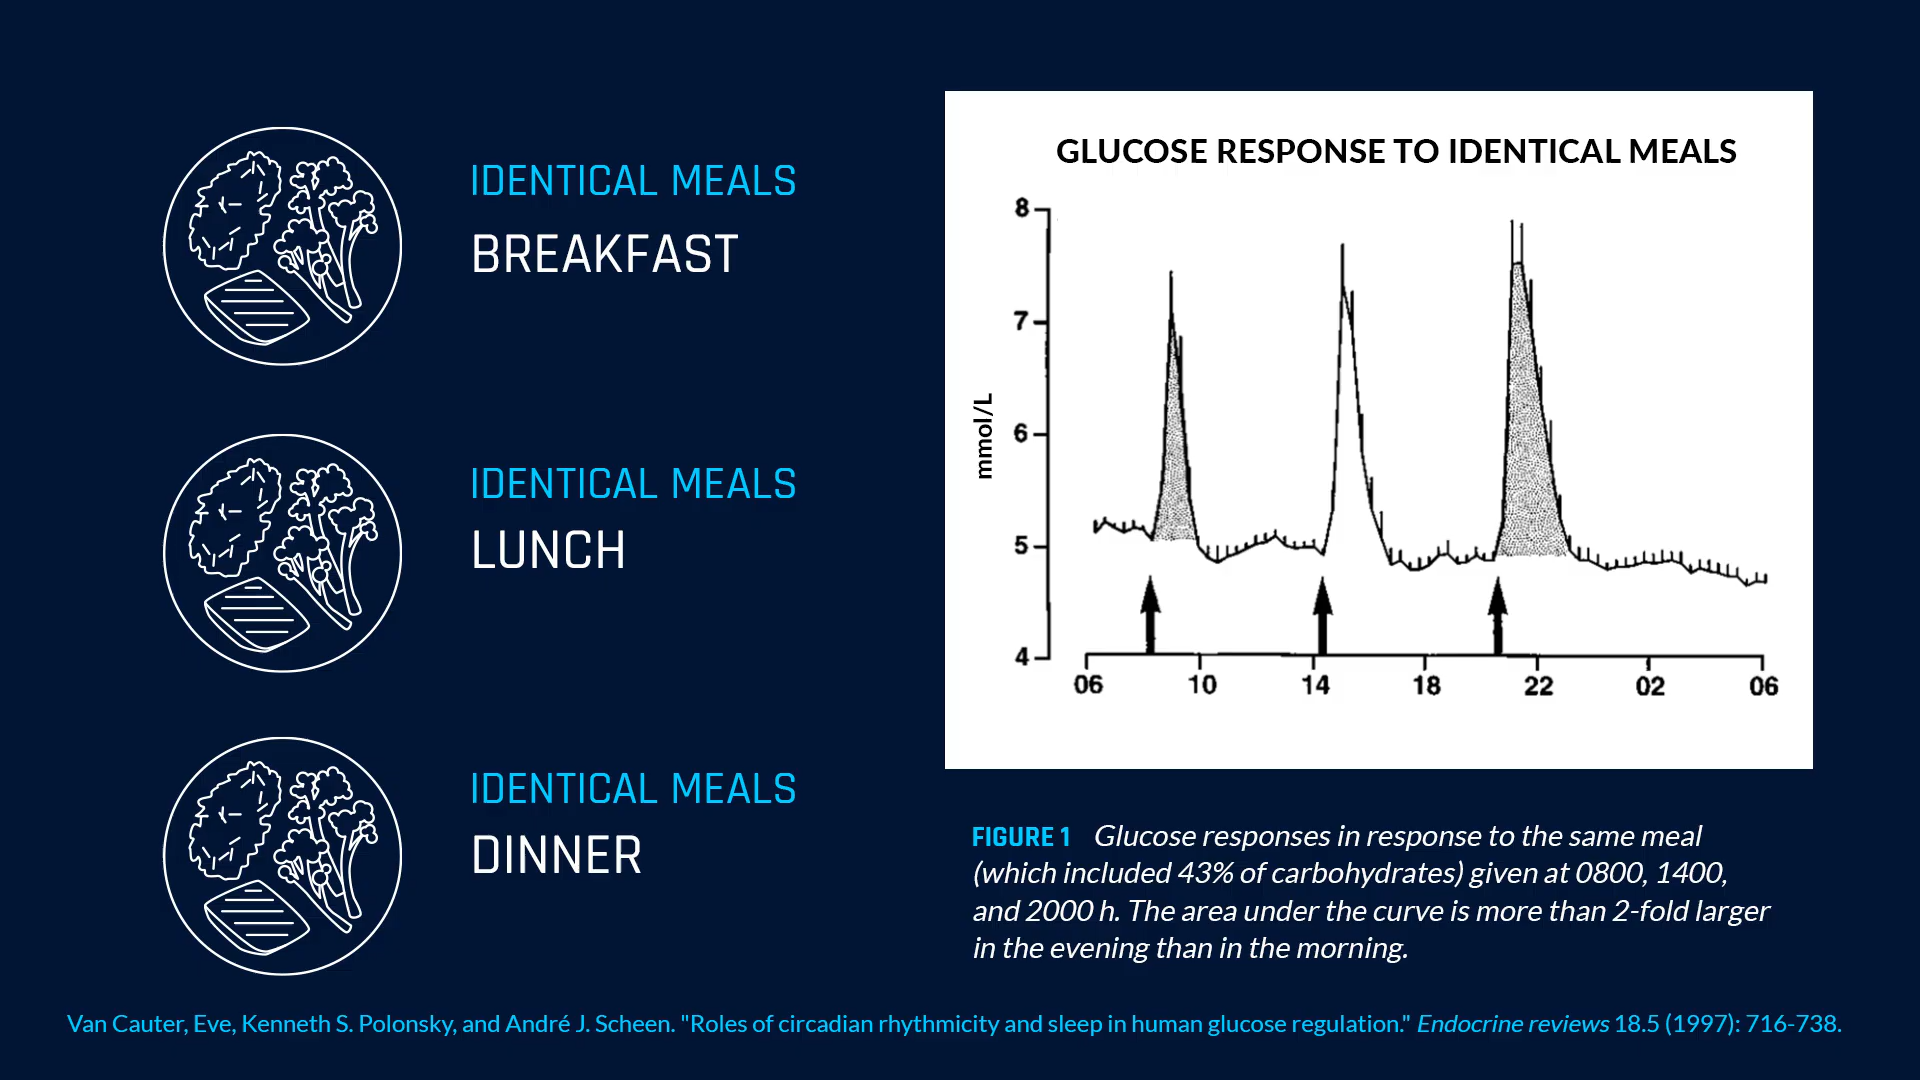 IDENTICAL MEALS
BREAKFAST
IDENTICAL MEALS
LUNCH
IDENTICAL MEALS
DINNER
GLUCOSE RESPONSE TO IDENTICAL MEALS
8
7
6
5
4
mmol/L
06 10 14 18 22 02 06
FIGURE 1 Glucose responses in response to the same meal
(which included 43% of carbohydrates) given at 0800, 1400,
and 2000 h. The area under the curve is more than 2-fold larger
in the evening than in the morning.
Van Cauter, Eve, Kenneth S. Polonsky, and André J. Scheen. "Roles of circadian rhythmicity and sleep in human glucose regulation." Endocrine reviews 18.5 (1997): 716-738.